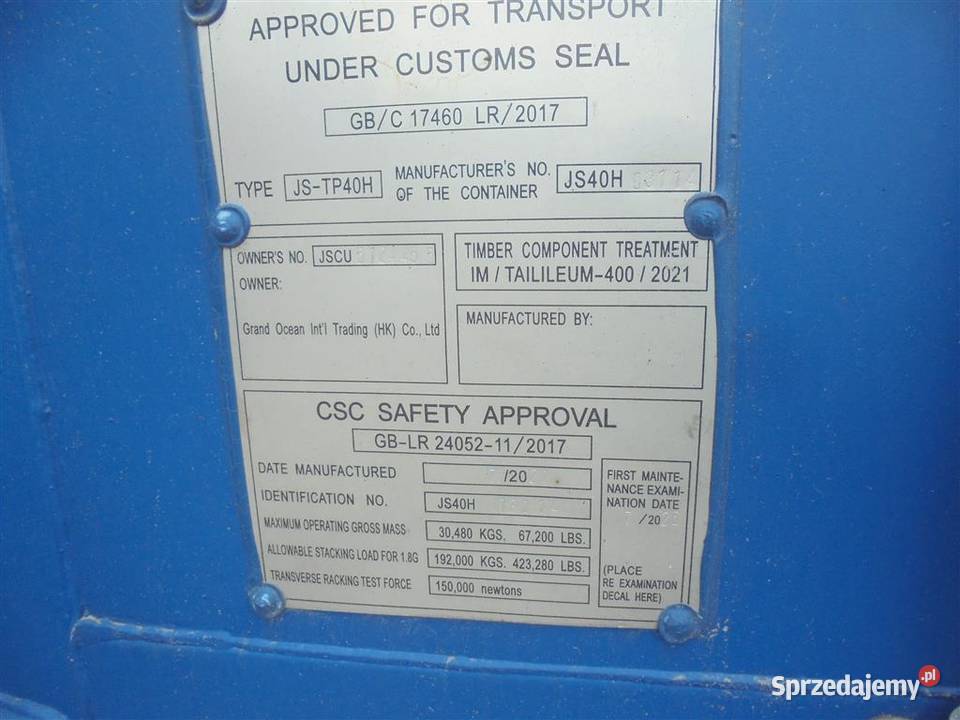 APPROVED FOR TRANSPORT
UNDER CUSTOMS SEAL
GB/C 17460 LR/2017
TYPE JS-TP40H MANUFACTURER'S NO. OF THE CONTAINER JS40H
OWNER'S NO. JSCU
OWNER:
Grand Ocean Int'l Trading (HK) Co., Ltd
TIMBER COMPONENT TREATMENT
IM / TAILILEUM-400 / 2021
MANUFACTURED BY:
CSC SAFETY APPROVAL
GB-LR 24052-11/2017
DATE MANUFACTURED /20
IDENTIFICATION NO. JS40H
MAXIMUM OPERATING GROSS MASS 30,480 KGS. 67,200 LBS.
ALLOWABLE STACKING LOAD FOR 1.8G 192,000 KGS. 423,280 LBS.
TRANSVERSE RACKING TEST FORCE 150,000 newtons
FIRST MAINTE-
NANCE EXAMI-
NATION DATE
/20
(PLACE
RE EXAMINATION
DECAL HERE)
Sprzedajemy.pl